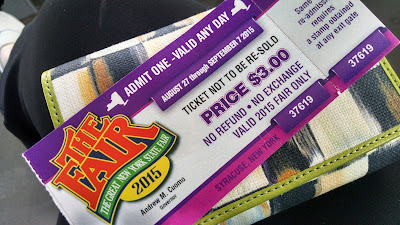 ADMIT ONE - VALID ANY DAY
AUGUST 27 through SEPTEMBER 7, 2015
TICKET NOT TO BE RE-SOLD
PRICE $3.00
NO REFUND • NO EXCHANGE
VALID 2015 FAIR ONLY
SYRACUSE, NEW YORK
THE
FAIR
THE GREAT NEW YORK STATE FAIR
2015
Andrew M. Cuomo
Governor
37619
37619
Same
re-admis
requires
a stamp obtained
at any exit gate